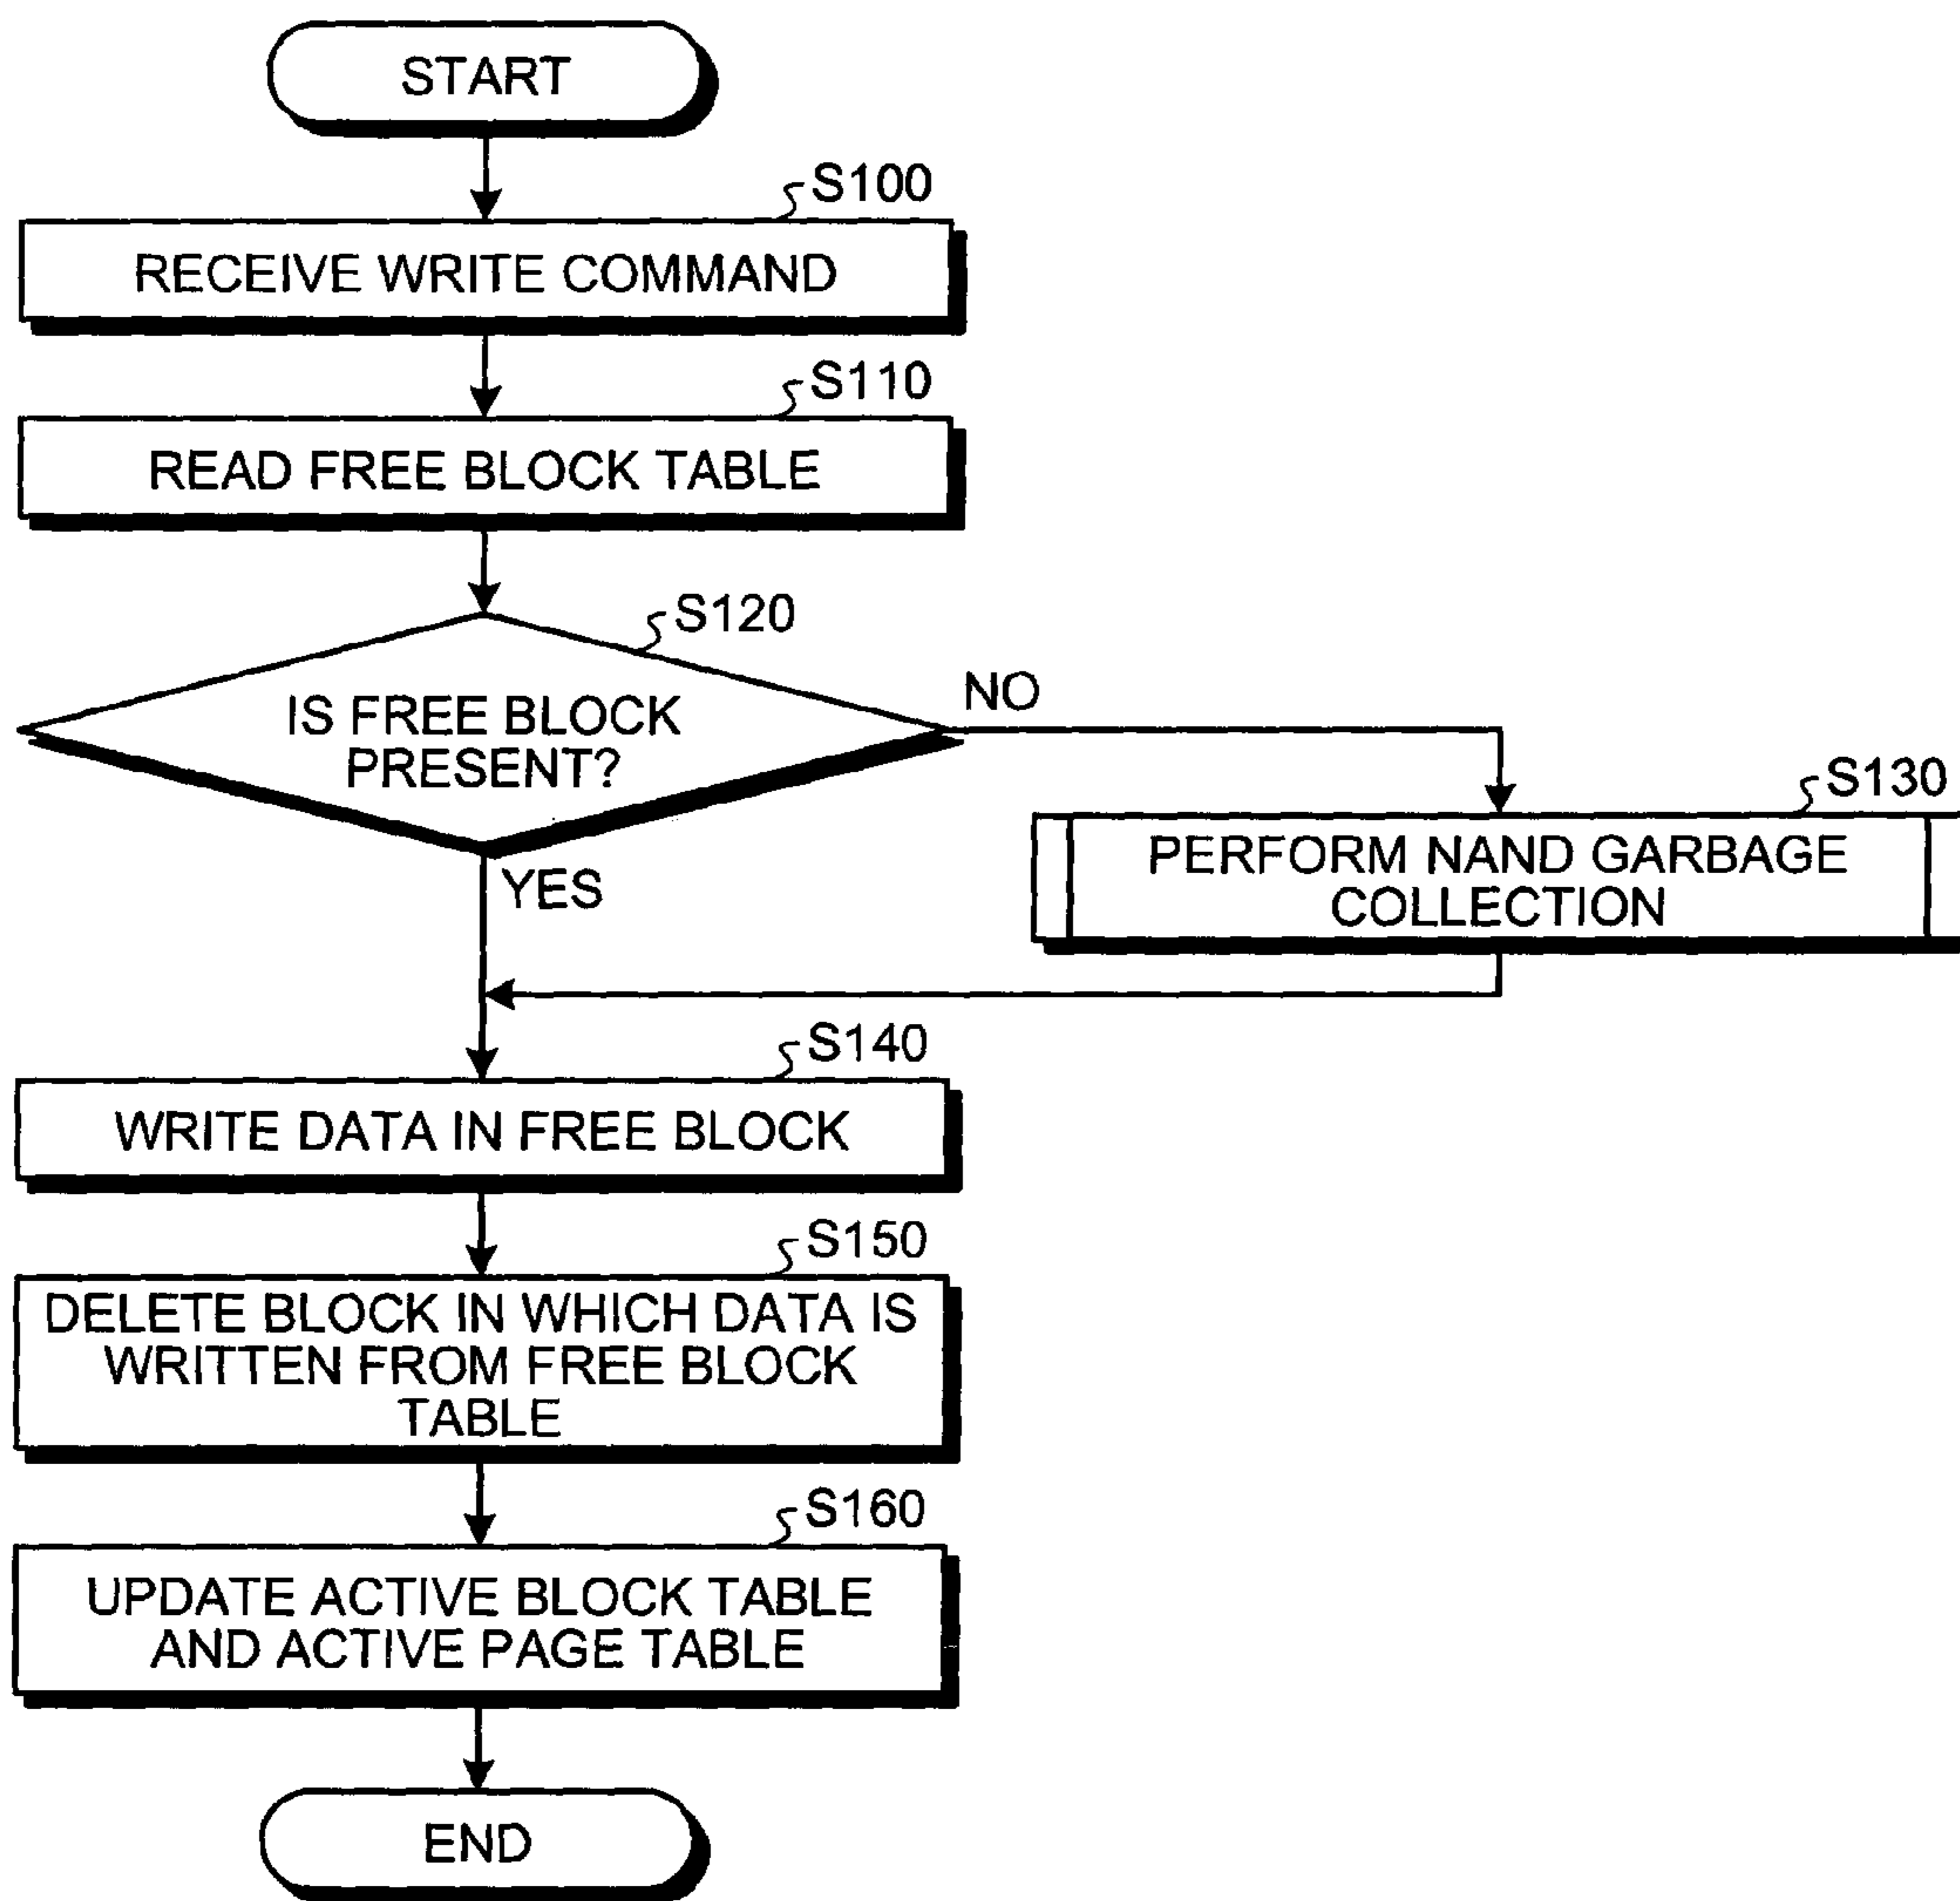 START
S100
RECEIVE WRITE COMMAND
S110
READ FREE BLOCK TABLE
S120
IS FREE BLOCK
PRESENT?
NO
YES
S130
PERFORM NAND GARBAGE
COLLECTION
S140
WRITE DATA IN FREE BLOCK
S150
DELETE BLOCK IN WHICH DATA IS
WRITTEN FROM FREE BLOCK
TABLE
S160
UPDATE ACTIVE BLOCK TABLE
AND ACTIVE PAGE TABLE
END